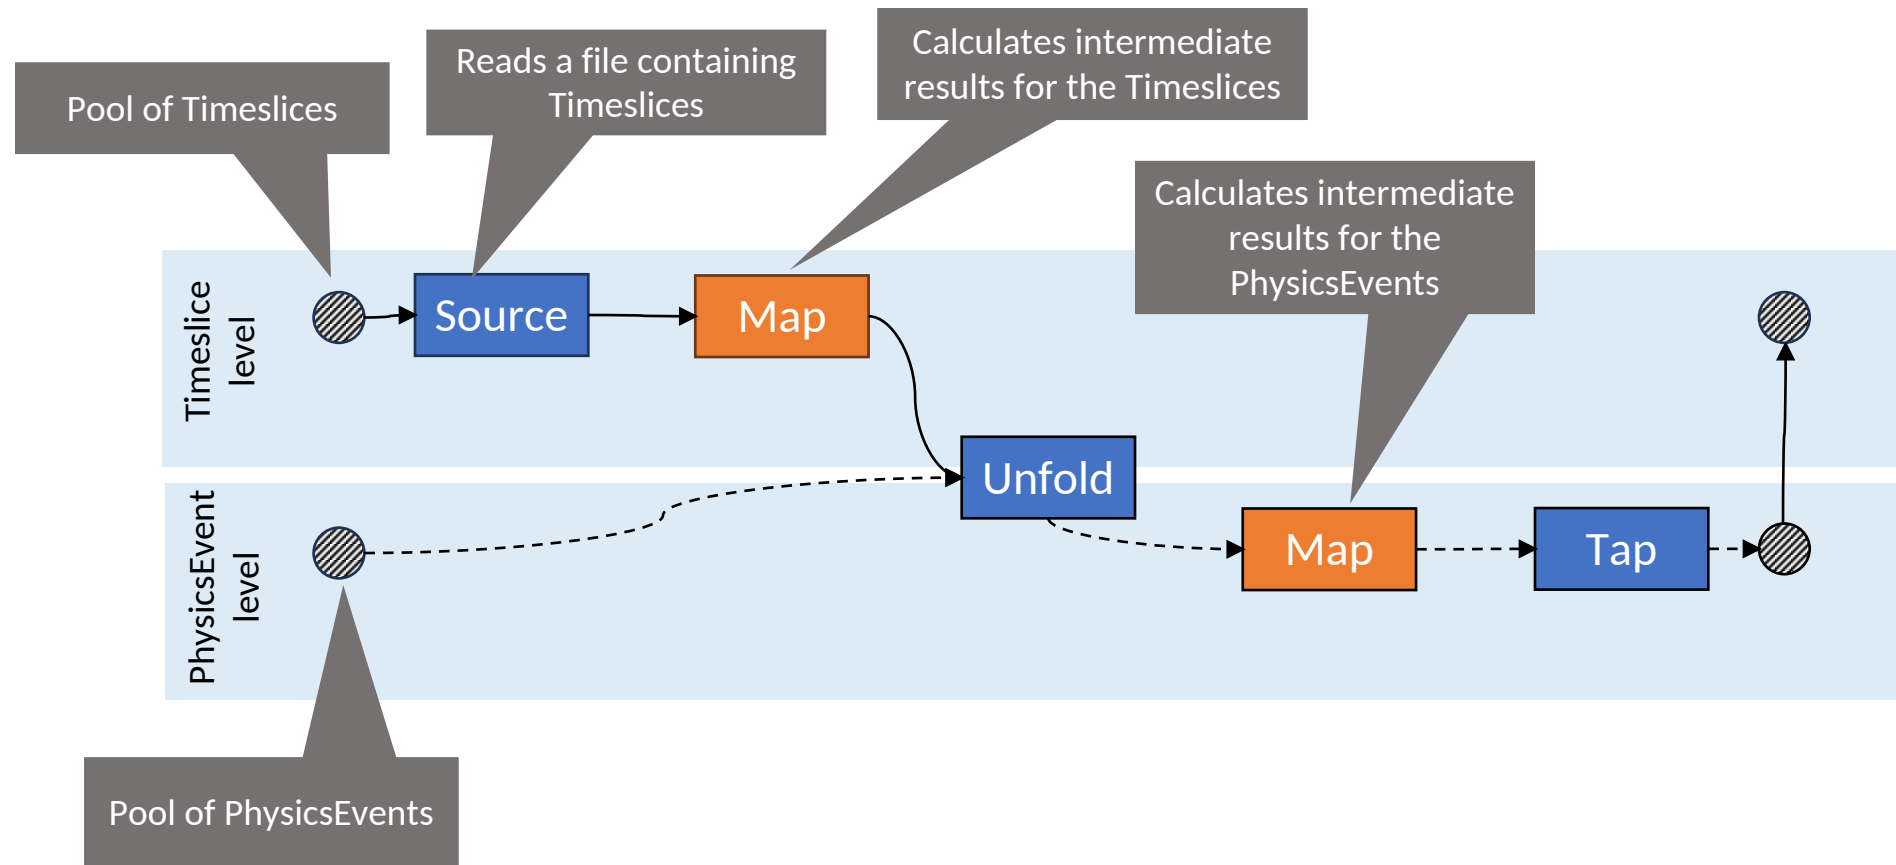 Pool of Timeslices
Reads a file containing
Timeslices
Calculates intermediate
results for the Timeslices
Calculates intermediate
results for the
PhysicsEvents
Timeslice
level
Source
Map
Unfold
PhysicsEvent
level
Map
Tap
Pool of PhysicsEvents